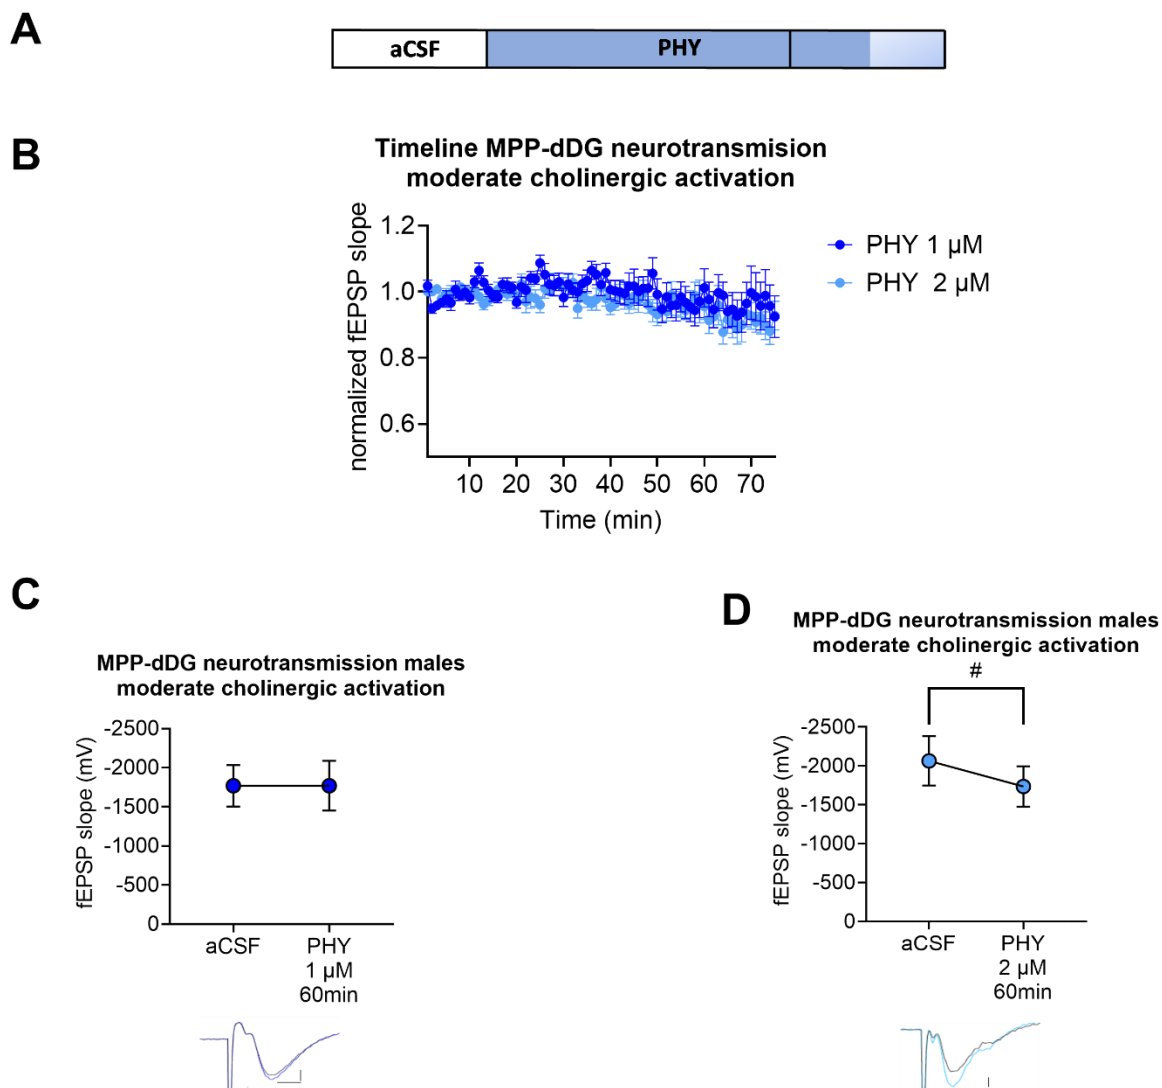 A
aCSF
PHY
B
Timeline MPP-dDG neurotransmision
moderate cholinergic activation
normalized fEPSP slope
1.2
1.0
0.8
0.6
10 20 30 40 50 60 70
Time (min)
PHY 1 µM
PHY 2 µM
C
MPP-dDG neurotransmission males
moderate cholinergic activation
fEPSP slope (mV)
-2500
-2000
-1500
-1000
-500
0
aCSF
PHY
1 µM
60min
D
MPP-dDG neurotransmission males
moderate cholinergic activation
#
fEPSP slope (mV)
-2500
-2000
-1500
-1000
-500
0
aCSF
PHY
2 µM
60min